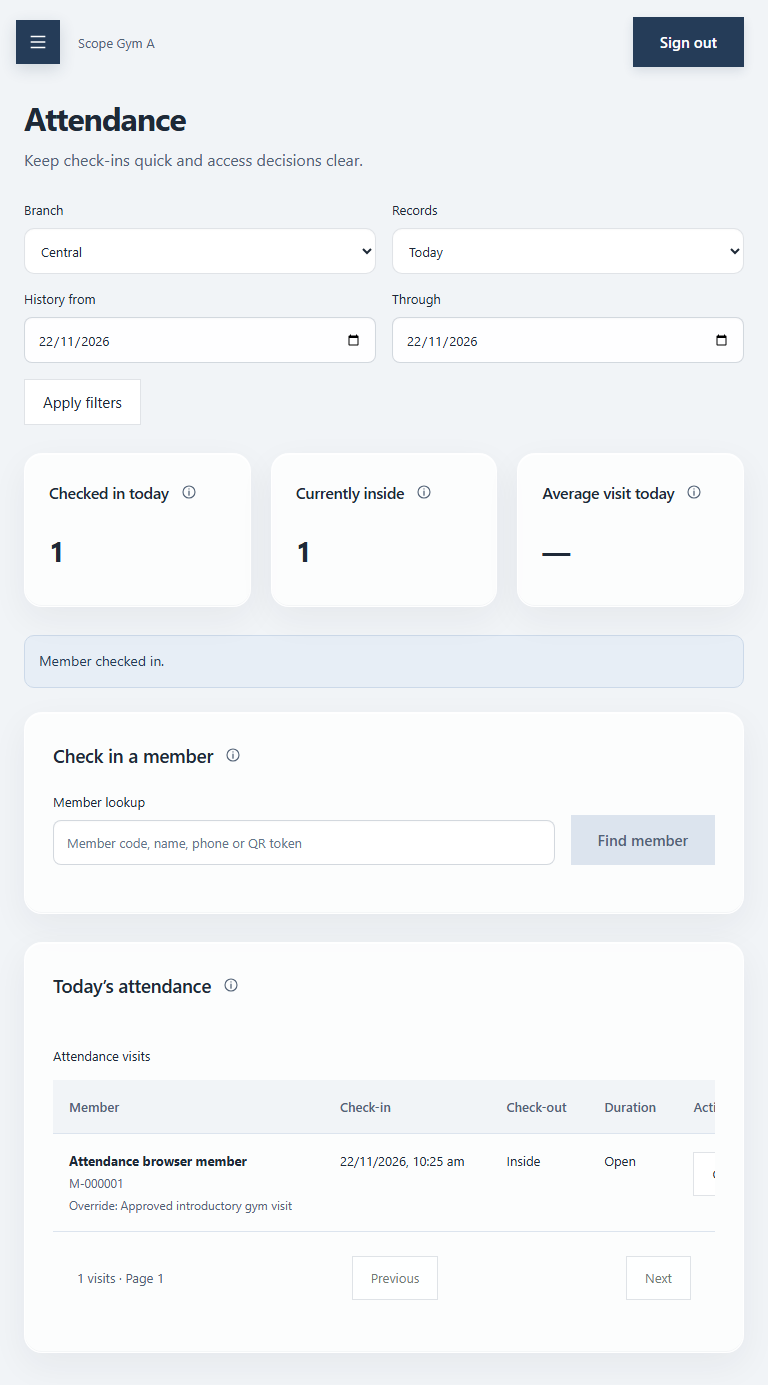 Scope Gym A
Sign out
Attendance
Keep check-ins quick and access decisions clear.
Branch
Records
Central
Today
History from
Through
22/11/2026
22/11/2026
Apply filters
Checked in today
Currently inside
Average visit today
1
1
—
Member checked in.
Check in a member
Member lookup
Member code, name, phone or QR token
Find member
Today's attendance
Attendance visits
Member Check-in Check-out Duration
Attendance browser member 22/11/2026, 10:25 am Inside Open
M-000001
Override: Approved introductory gym visit
1 visits · Page 1
Previous
Next